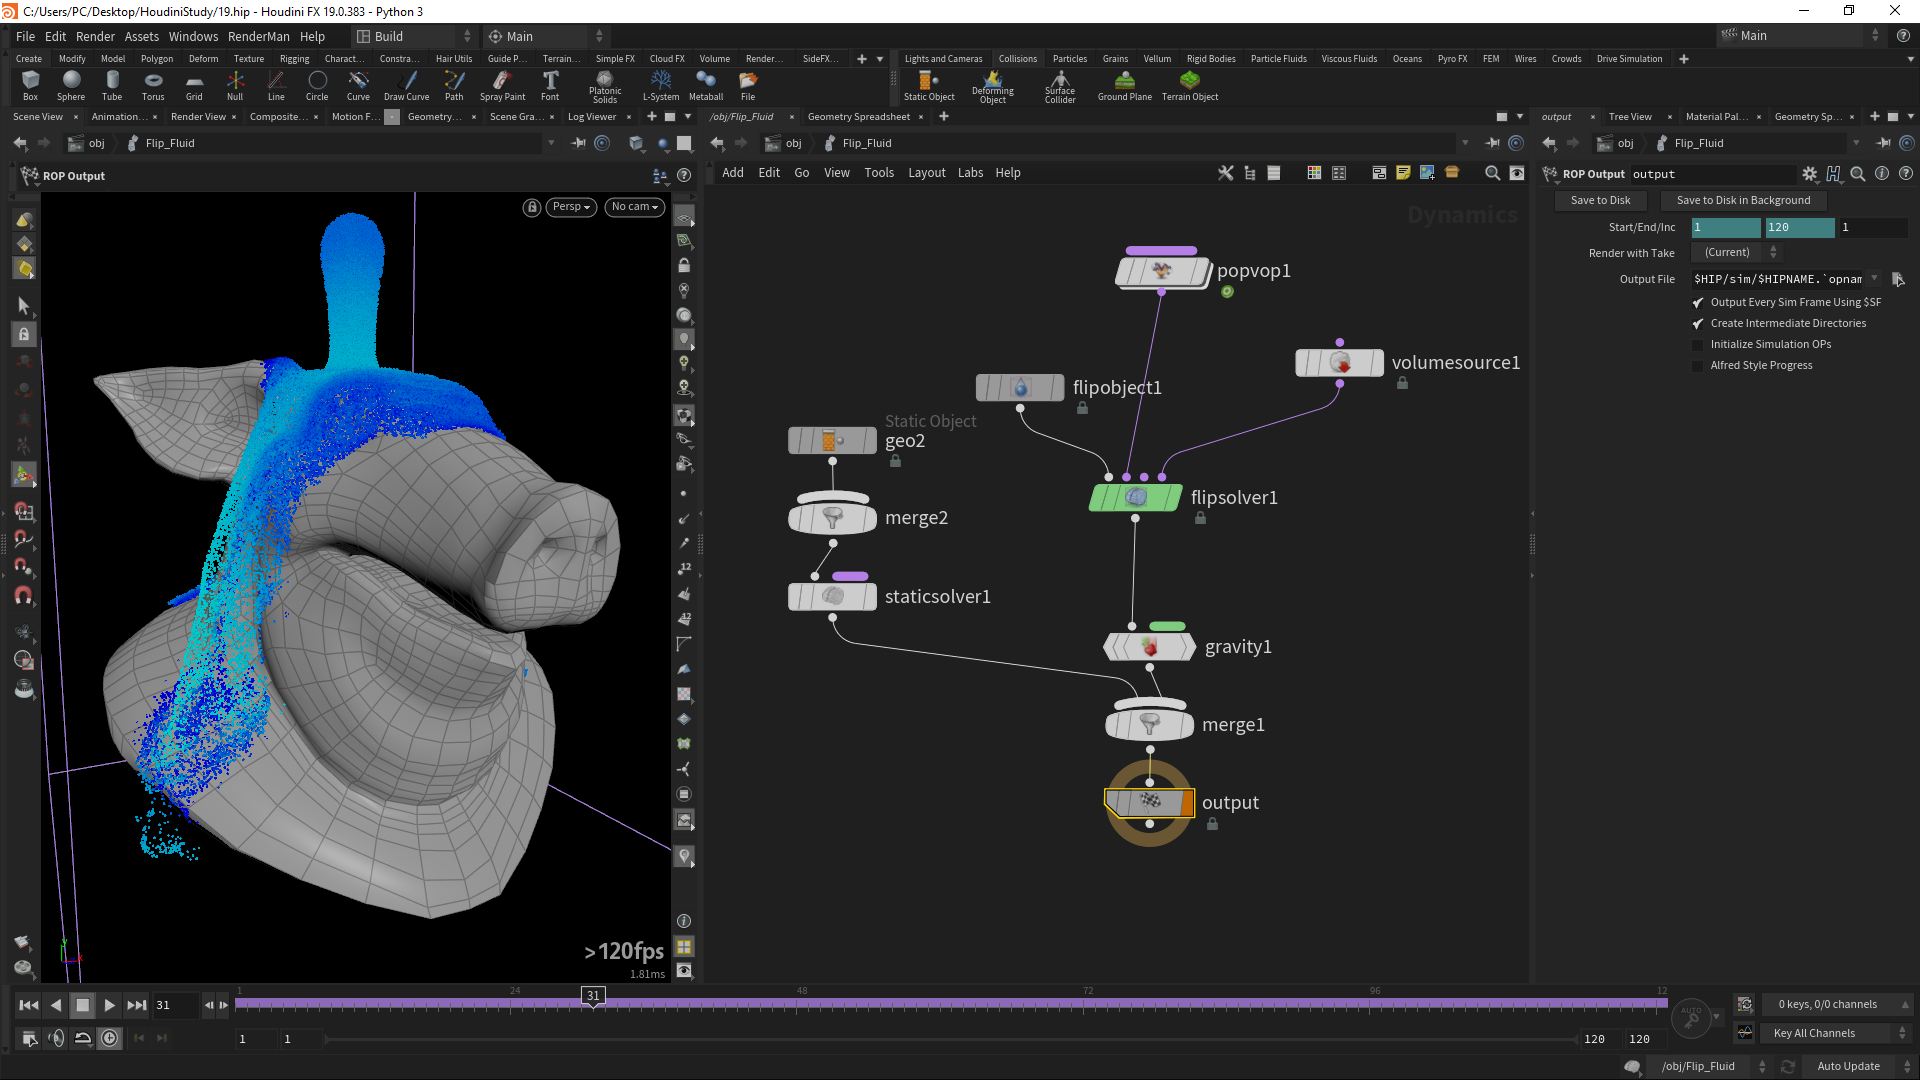 C:/Users/PC/Desktop/HoudiniStudy/19.hip - Houdini FX 19.0.383 - Python 3
File Edit Render Assets Windows RenderMan Help Build Main Main
Create Modify Model Polygon Deform Texture Rigging Charact... Constra... Hair Utils Guide P... Terrain... Simple FX Cloud FX Volume Render... SideFX...
Lights and Cameras Collisions Particles Grains Vellum Rigid Bodies Particle Fluids Viscous Fluids Oceans Pyro FX FEM Wires Crowds Drive Simulation
Box Sphere Tube Torus Grid Null Line Circle Curve Draw Curve Path Spray Paint Font Platonic Solids L-System Metaball File
Static Object Deforming Object Surface Collider Ground Plane Terrain Object
Scene View Animation... Render View Composite... Motion F... Geometry... Scene Gra... Log Viewer
/obj/Flip_Fluid Geometry Spreadsheet
output Tree View Material Pal... Geometry Sp...
obj Flip_Fluid
obj Flip_Fluid
obj Flip_Fluid
ROP Output
Add Edit Go View Tools Layout Labs Help
ROP Output output
Save to Disk Save to Disk in Background
Start/End/Inc 1 120 1
Render with Take (Current)
Output File $HIP/sim/$HIPNAME.`opnam
Output Every Sim Frame Using $SF
Create Intermediate Directories
Initialize Simulation OPs
Alfred Style Progress
Persp No cam
Dynamics
popvop1
volumesource1
flipobject1
Static Object
geo2
flipsolver1
merge2
staticsolver1
gravity1
merge1
output
12
12
y
x
>120fps
1.81ms
31
1 24 31 48 72 96 12
AUTO
0 keys, 0/0 channels
1 1 120 120
Key All Channels
/obj/Flip_Fluid Auto Update